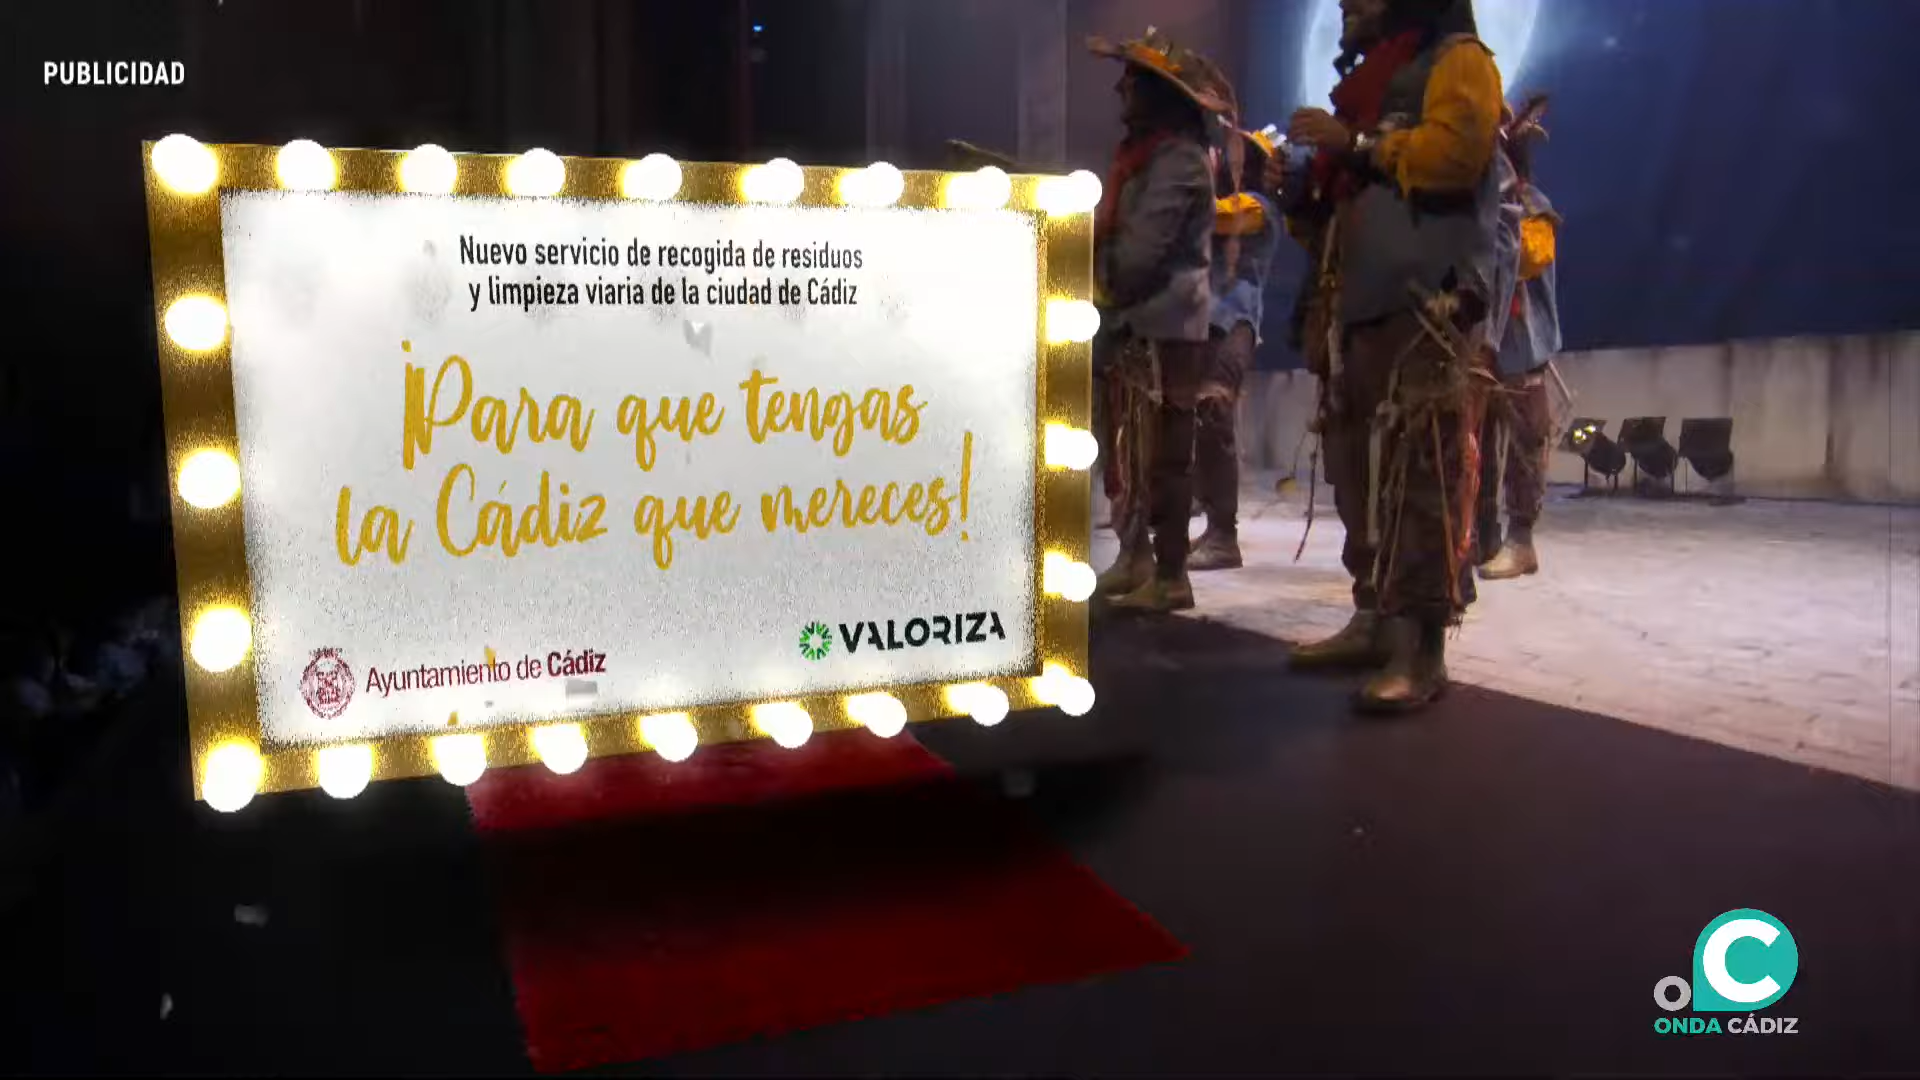 PUBLICIDAD
Nuevo servicio de recogida de residuos
y limpieza viaria de la ciudad de Cádiz
¡Para que tengas
la Cádiz que mereces!
Ayuntamiento de Cádiz
VALORIZA
OC
ONDA CÁDIZ